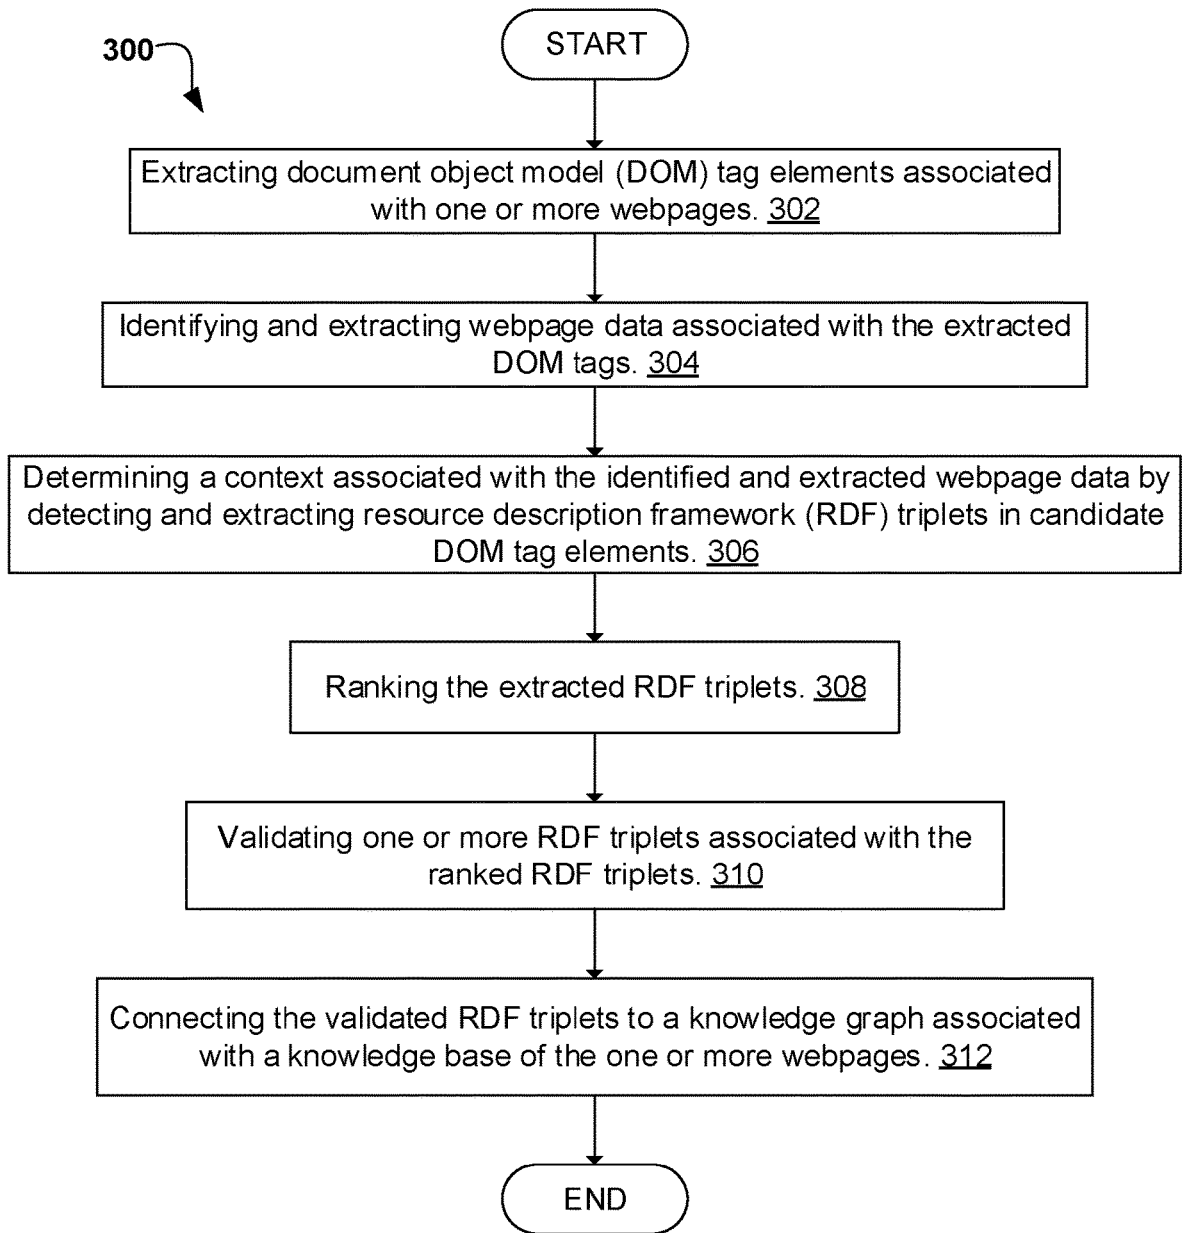 300
START
Extracting document object model (DOM) tag elements associated
with one or more webpages. 302
Identifying and extracting webpage data associated with the extracted
DOM tags. 304
Determining a context associated with the identified and extracted webpage data by
detecting and extracting resource description framework (RDF) triplets in candidate
DOM tag elements. 306
Ranking the extracted RDF triplets. 308
Validating one or more RDF triplets associated with the
ranked RDF triplets. 310
Connecting the validated RDF triplets to a knowledge graph associated
with a knowledge base of the one or more webpages. 312
END